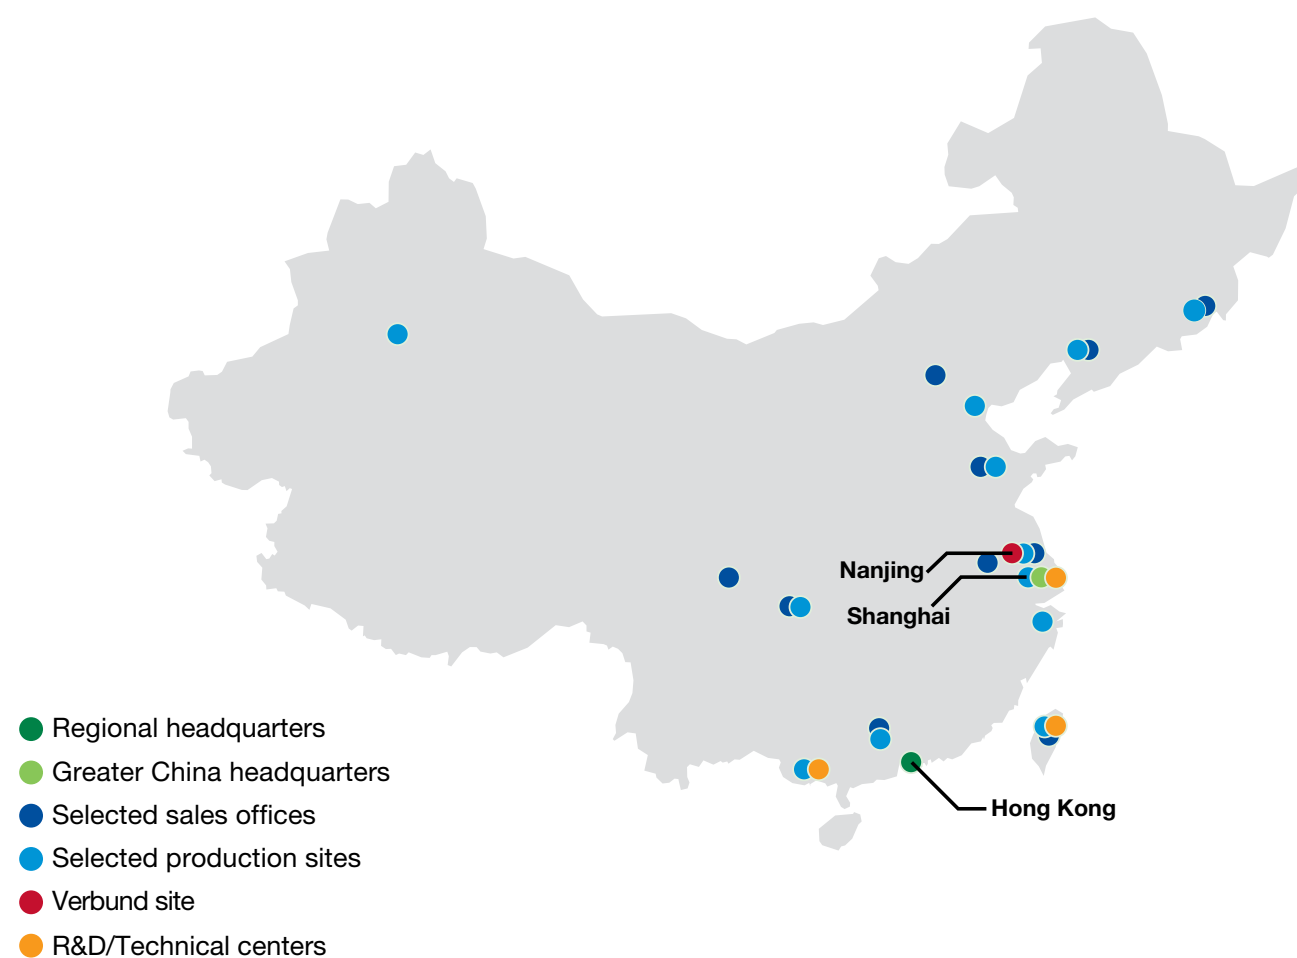 Nanjing
Shanghai
Hong Kong
Regional headquarters
Greater China headquarters
Selected sales offices
Selected production sites
Verbund site
R&D/Technical centers